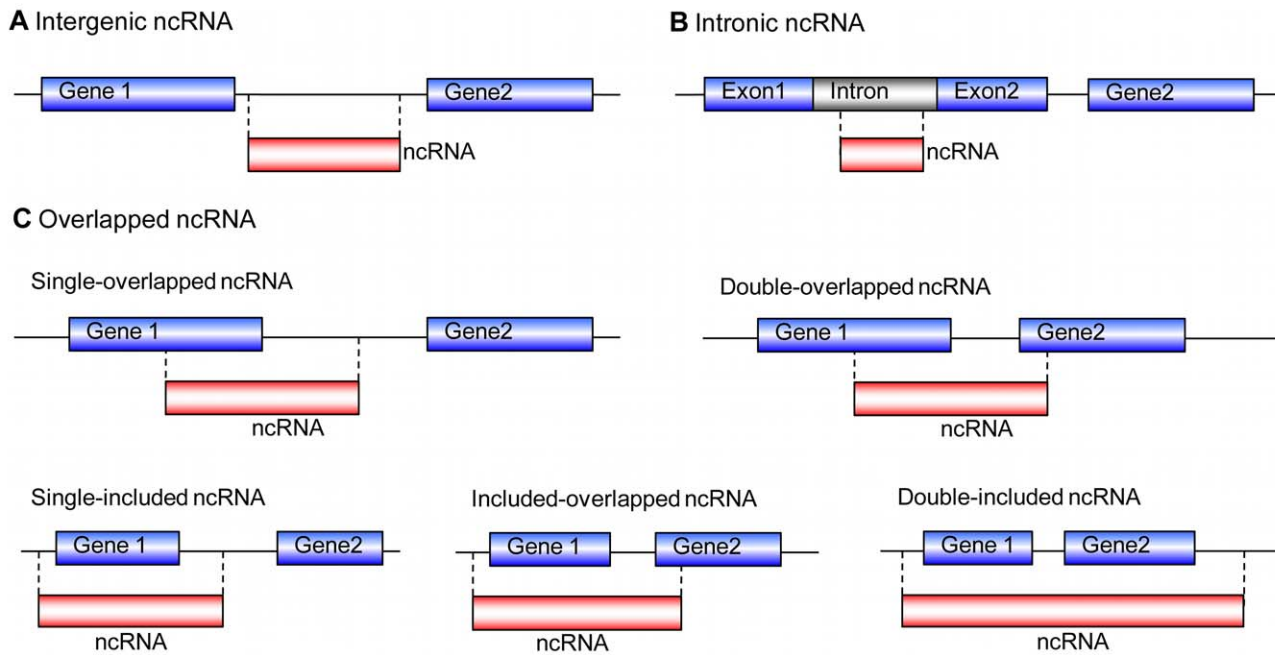 A Intergenic ncRNA
Gene 1
Gene2
ncRNA
B Intronic ncRNA
Exon1
Intron
Exon2
Gene2
ncRNA
C Overlapped ncRNA
Single-overlapped ncRNA
Gene 1
Gene2
ncRNA
Double-overlapped ncRNA
Gene 1
Gene2
ncRNA
Single-included ncRNA
Gene 1
Gene2
ncRNA
Included-overlapped ncRNA
Gene 1
Gene2
ncRNA
Double-included ncRNA
Gene 1
Gene2
ncRNA